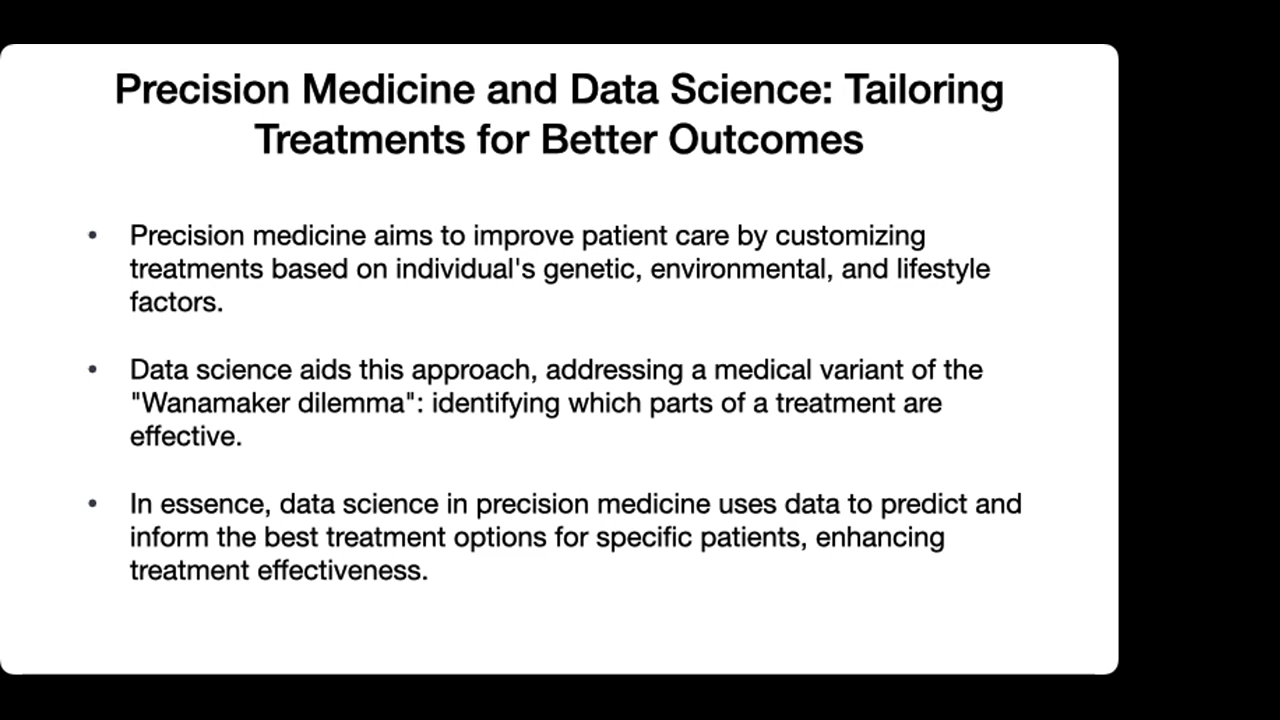 Precision Medicine and Data Science: Tailoring
Treatments for Better Outcomes
• Precision medicine aims to improve patient care by customizing
treatments based on individual's genetic, environmental, and lifestyle
factors.
• Data science aids this approach, addressing a medical variant of the
"Wanamaker dilemma": identifying which parts of a treatment are
effective.
• In essence, data science in precision medicine uses data to predict and
inform the best treatment options for specific patients, enhancing
treatment effectiveness.